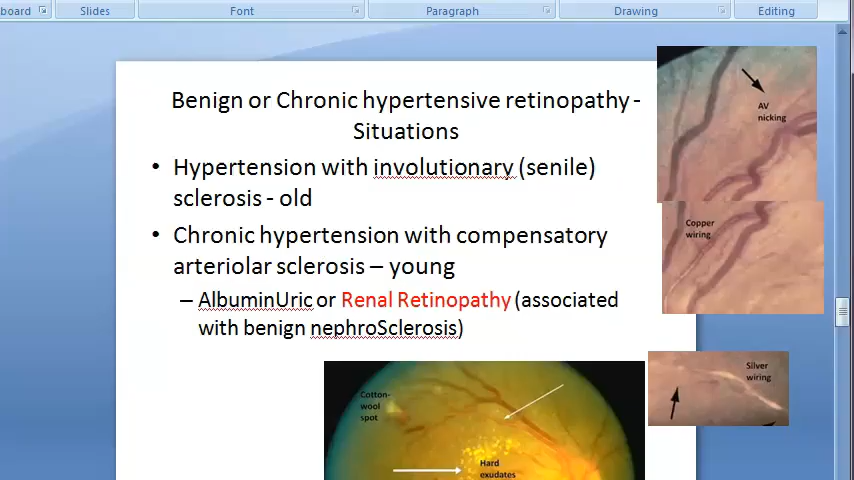 board
Slides
Font
Paragraph
Drawing
Editing
Benign or Chronic hypertensive retinopathy -
Situations
• Hypertension with involutionary (senile)
sclerosis - old
• Chronic hypertension with compensatory
arteriolar sclerosis – young
– AlbuminUric or Renal Retinopathy (associated
with benign nephroSclerosis)
AV
nicking
Copper
wiring
Silver
wiring
Cotton-
wool
spot
Hard
exudates